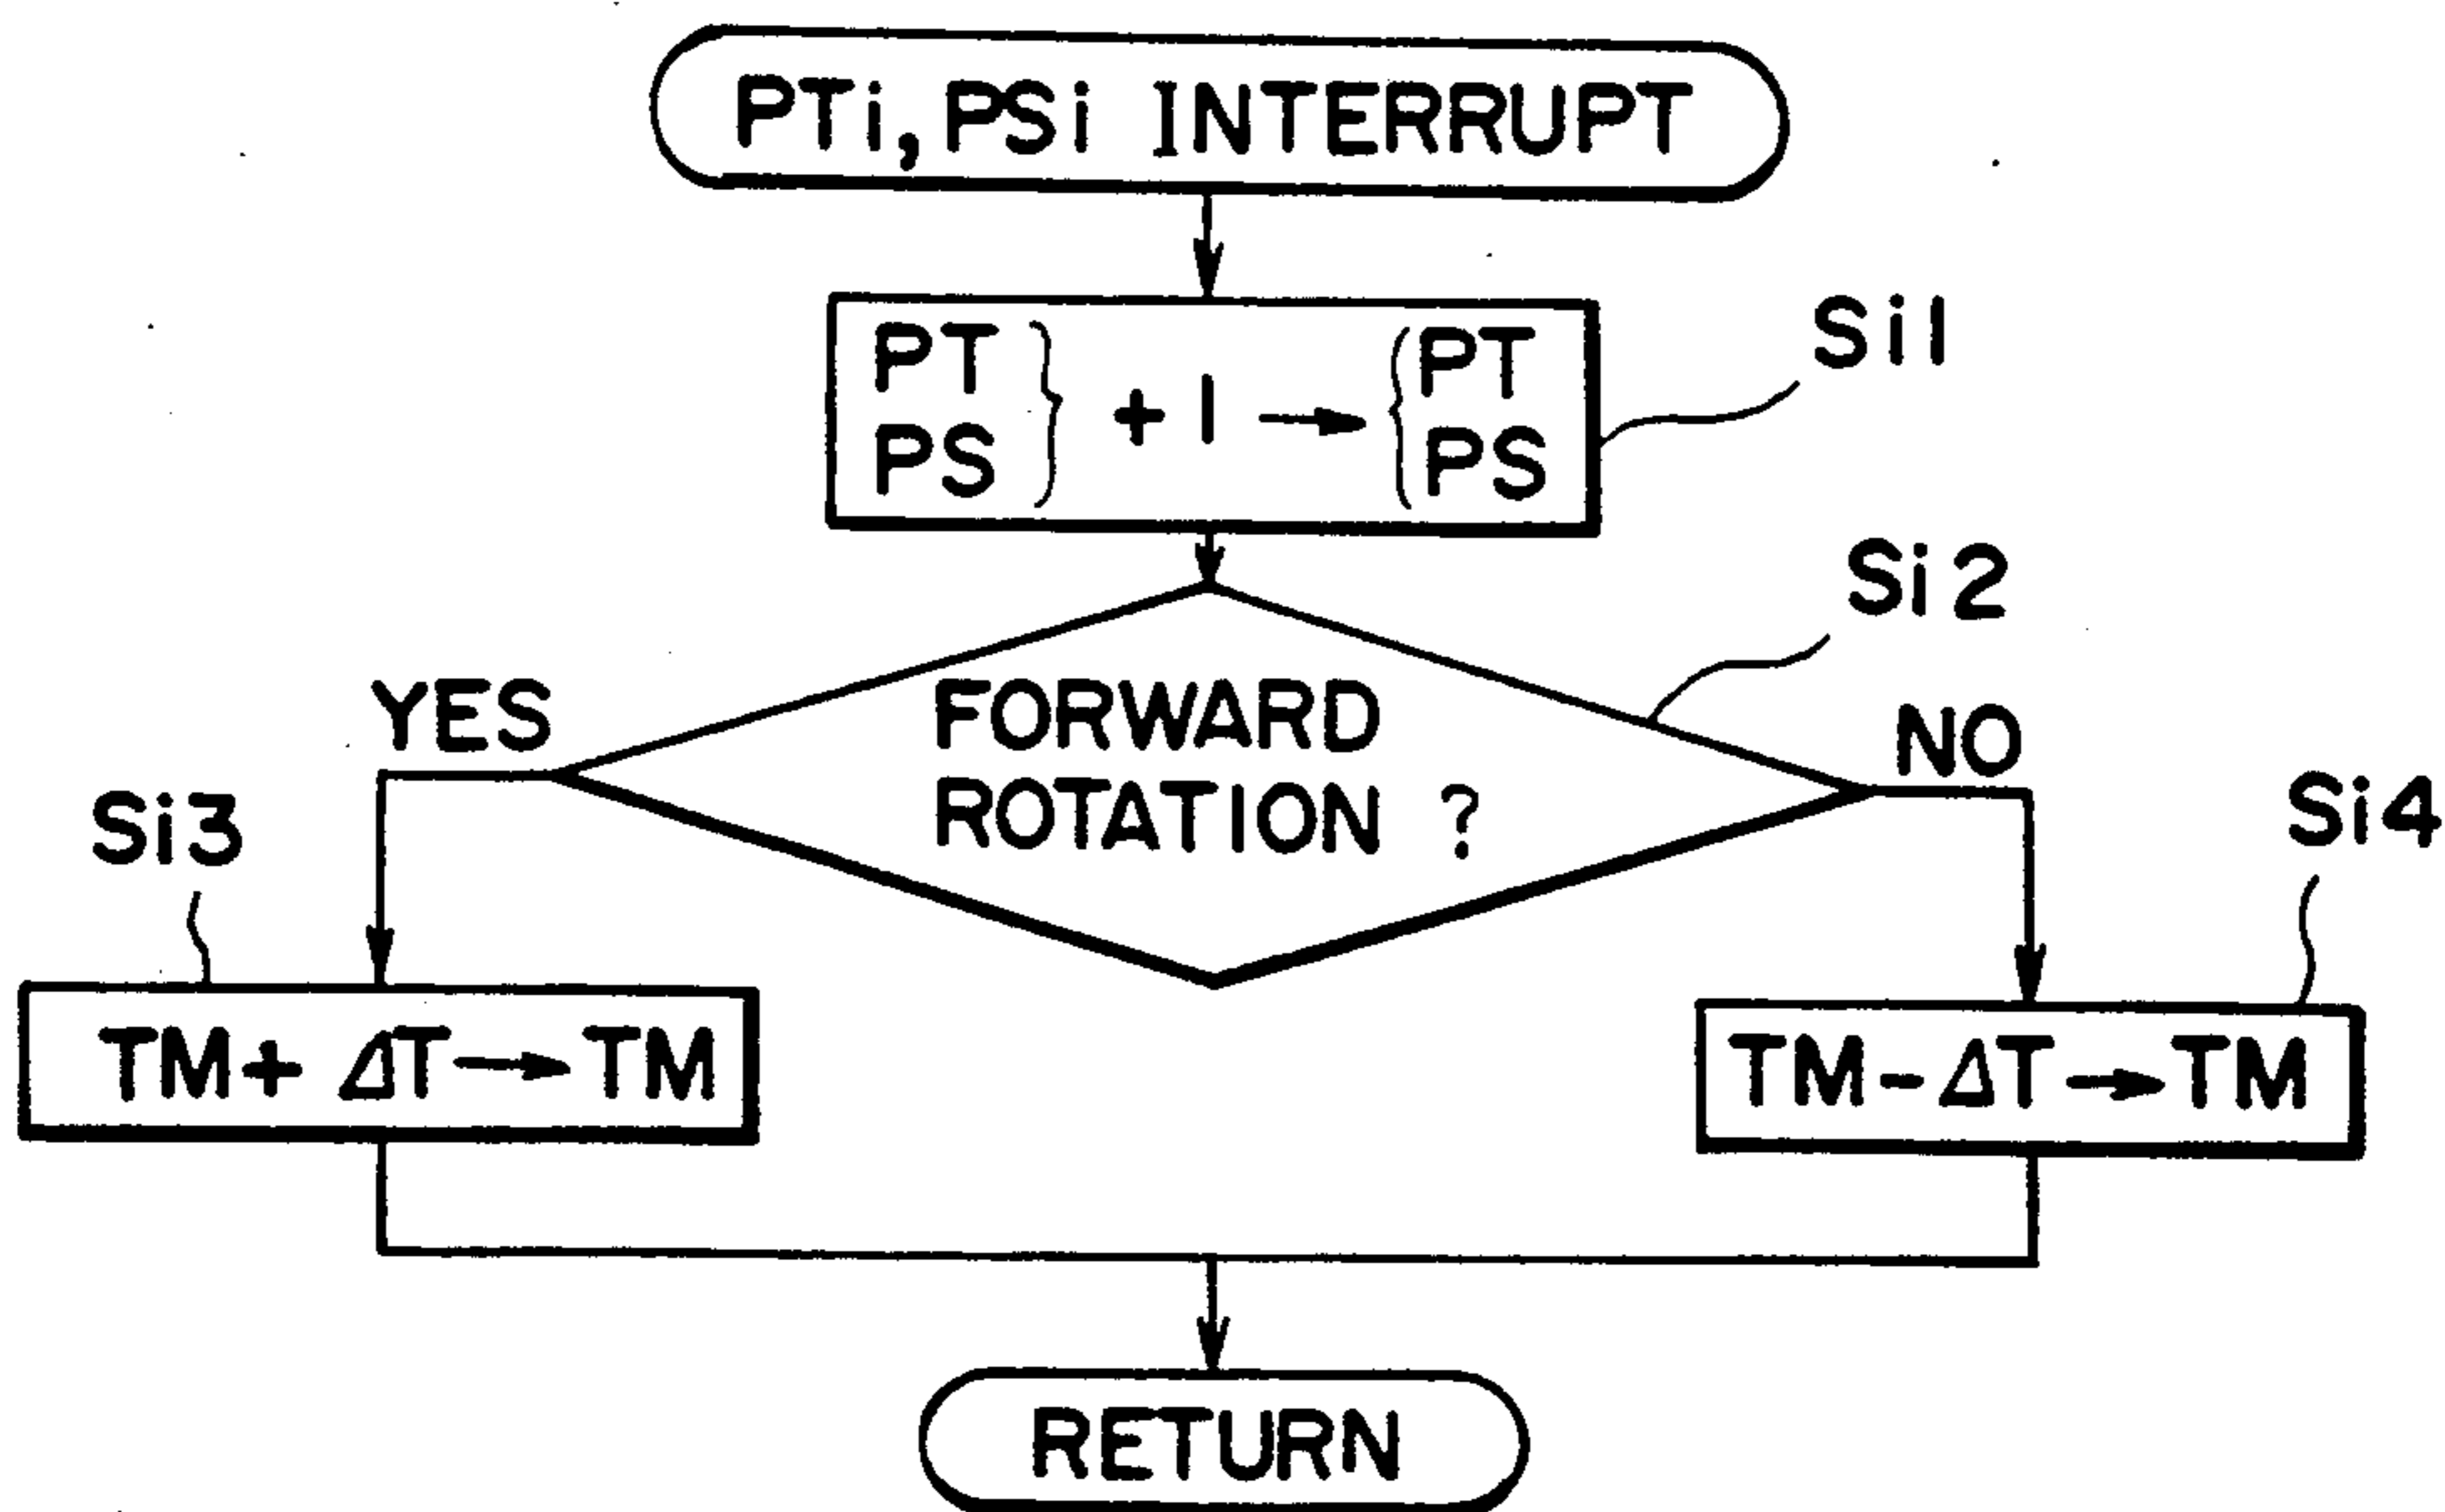 PTi, PSi INTERRUPT
PT
PS } + 1 → { PT
PS
Si1
Si2
FORWARD
ROTATION ?
YES
NO
Si3
Si4
TM + ΔT → TM
TM - ΔT → TM
RETURN